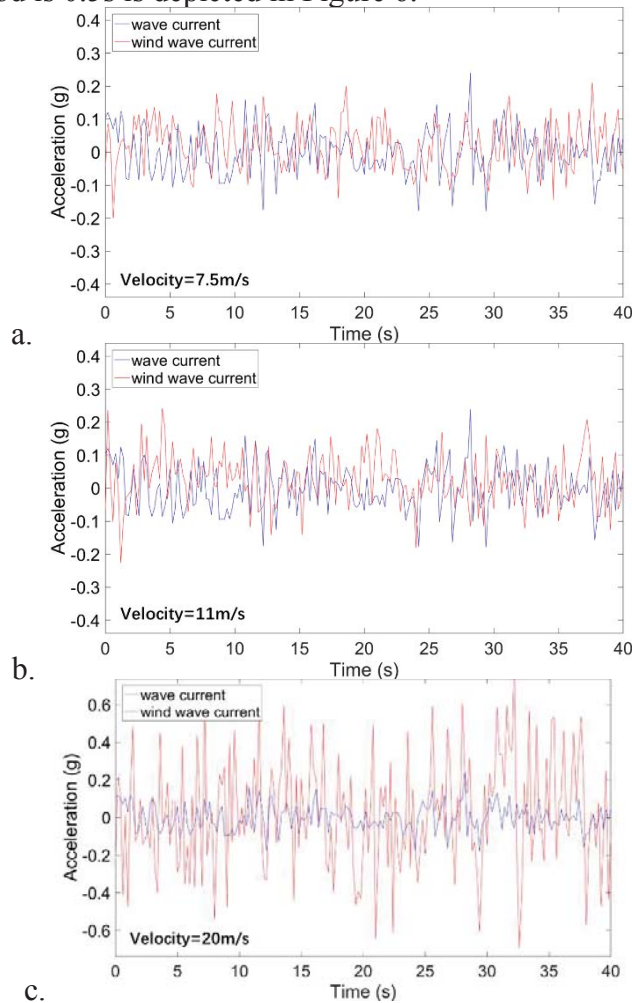 is 0.5s is depicted in Figure 6.
wave current
wind wave current
0.4
0.3
0.2
0.1
0
-0.1
-0.2
-0.3
-0.4
Acceleration (g)
Velocity=7.5m/s
0 5 10 15 20 25 30 35 40
Time (s)
a.
wave current
wind wave current
0.4
0.3
0.2
0.1
0
-0.1
-0.2
-0.3
-0.4
Acceleration (g)
Velocity=11m/s
0 5 10 15 20 25 30 35 40
Time (s)
b.
wave current
wind wave current
0.6
0.4
0.2
0
-0.2
-0.4
-0.6
Acceleration (g)
Velocity=20m/s
0 5 10 15 20 25 30 35 40
Time (s)
c.